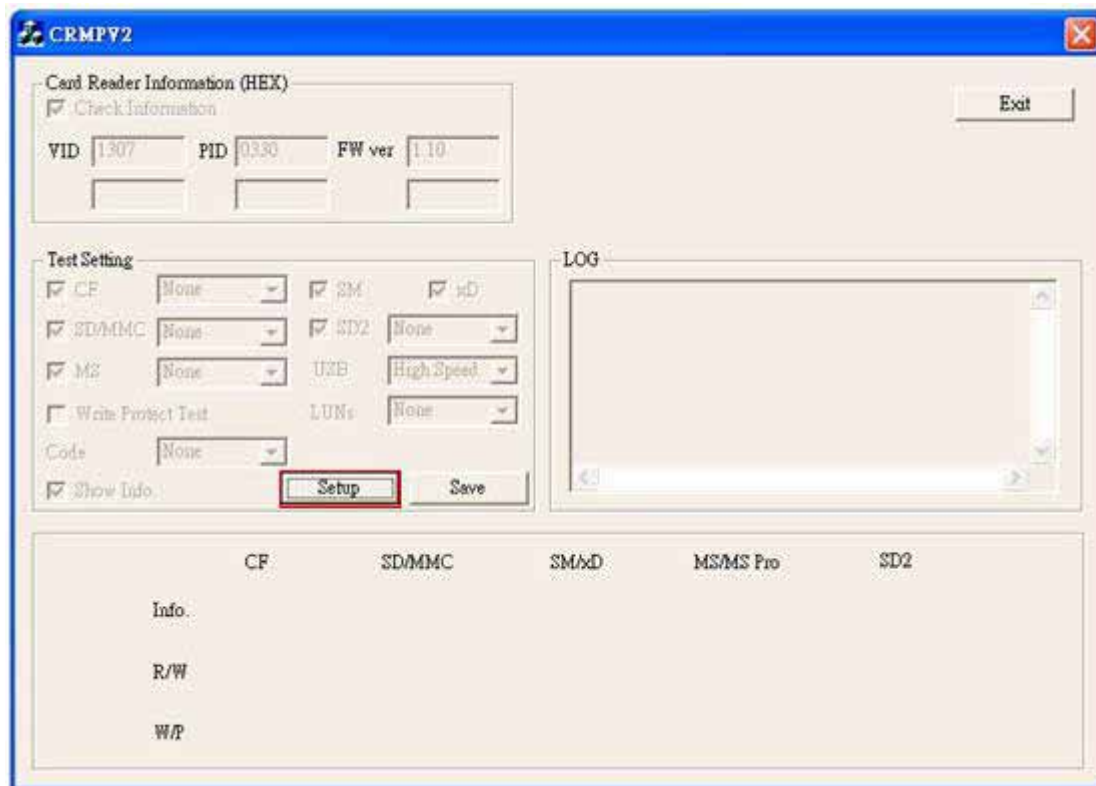 CRMPV2
Card Reader Information (HEX)
Check Information
Exit
VID 1307 PID 0330 FW ver 1.10
Test Setting
LOG
CF None SM xD
SD/MMC None SD2 None
MS None USB High Speed
Write Protect Test LUNs None
Code None
Show Info. Setup Save
CF SD/MMC SM/xD MS/MS Pro SD2
Info.
R/W
W/P